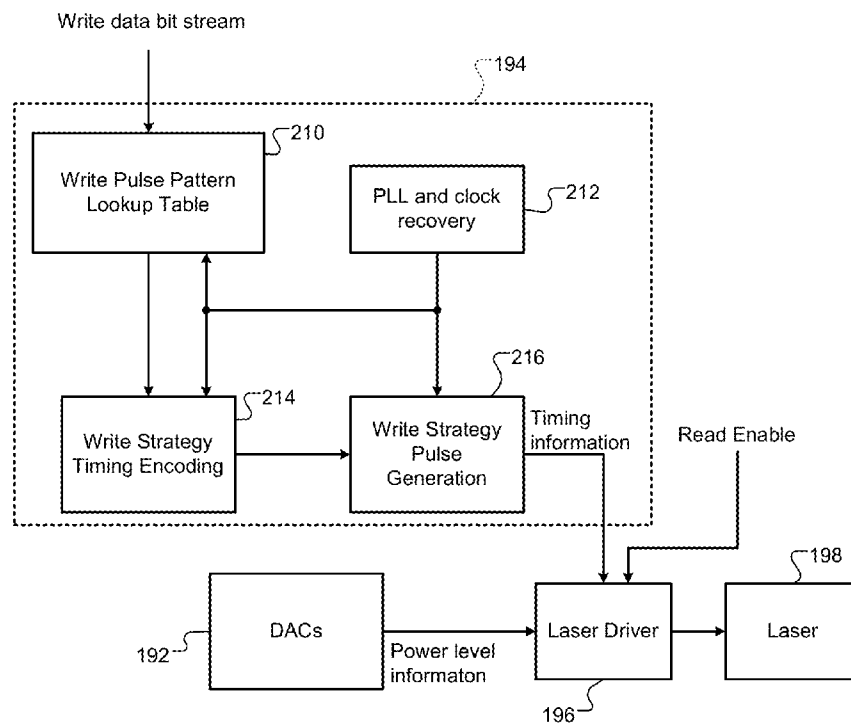 Write data bit stream
194
210
Write Pulse Pattern
Lookup Table
PLL and clock
recovery
212
214
216
Write Strategy
Timing Encoding
Write Strategy
Pulse
Generation
Timing
information
Read Enable
198
192
DACs
Power level
informaton
Laser Driver
196
Laser